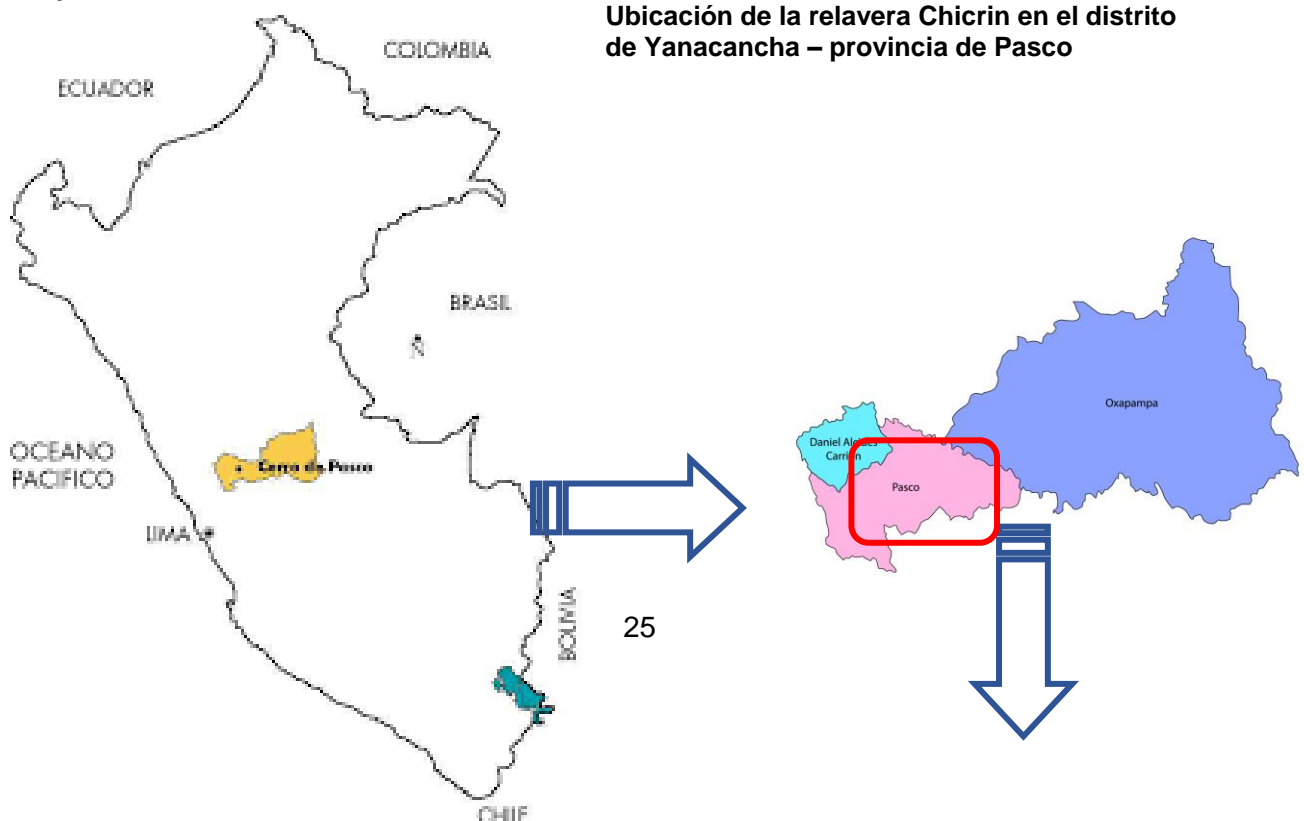 Ubicación de la relavera Chicrin en el distrito
de Yanacancha – provincia de Pasco
COLOMBIA
ECUADOR
BRASIL
N
OCEANO
PACIFICO
Cerro de Pasco
LIMA
BOLIVIA
CHILE
25
Oxapampa
Daniel Alcides
Carrión
Pasco